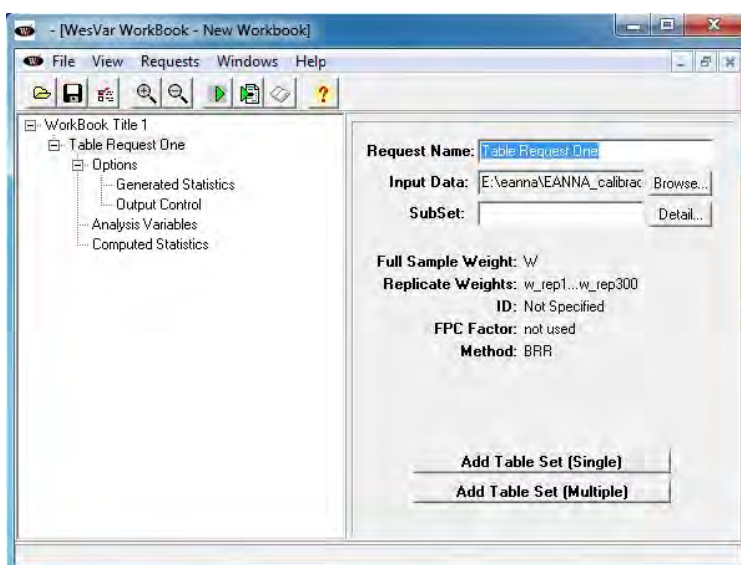 - [WesVar WorkBook - New Workbook]
File View Requests Windows Help
WorkBook Title 1
Table Request One
Options
Generated Statistics
Output Control
Analysis Variables
Computed Statistics
Request Name: Table Request One
Input Data: E:\eanna\EANNA_calibrac Browse...
SubSet: Detail...
Full Sample Weight: W
Replicate Weights: w_rep1...w_rep300
ID: Not Specified
FPC Factor: not used
Method: BRR
Add Table Set (Single)
Add Table Set (Multiple)